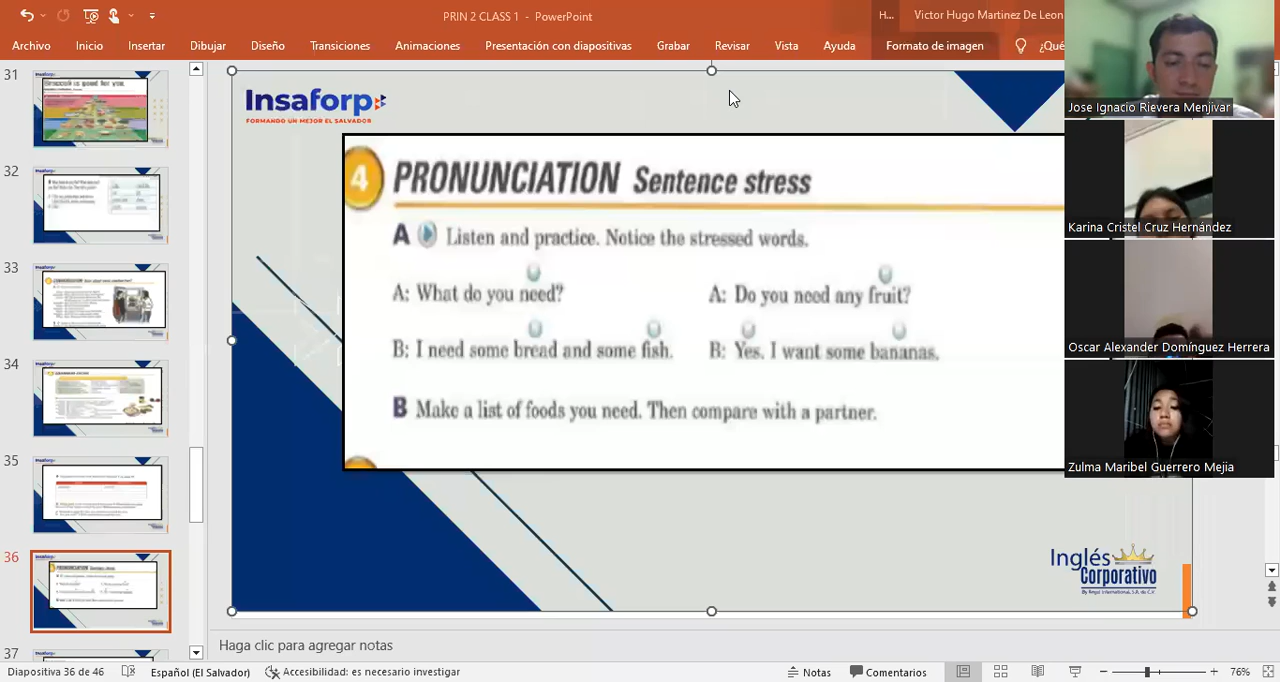 PRIN 2 CLASS 1 - PowerPoint
H...
Victor Hugo Martinez De Leon
Archivo Inicio Insertar Dibujar Diseño Transiciones Animaciones Presentación con diapositivas Grabar Revisar Vista Ayuda Formato de imagen ¿Qué
31
32
33
34
35
36
37
Insaforp
FORMANDO UN MEJOR EL SALVADOR
4 PRONUNCIATION Sentence stress
A Listen and practice. Notice the stressed words.
A: What do you need?
B: I need some bread and some fish.
A: Do you need any fruit?
B: Yes, I want some bananas.
B Make a list of foods you need. Then compare with a partner.
Inglés
Corporativo
Jose Ignacio Rievera Menjivar
Karina Cristel Cruz Hernández
Oscar Alexander Domínguez Herrera
Zulma Maribel Guerrero Mejia
Haga clic para agregar notas
Diapositiva 36 de 46 Español (El Salvador) Accesibilidad: es necesario investigar Notas Comentarios 76%